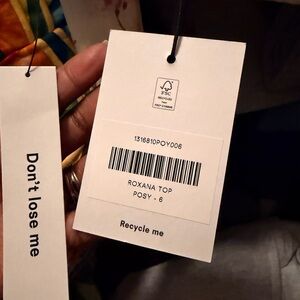 Don't lose me
FSC
1316810POY006
ROXANA TOP
POSY - 6
Recycle me